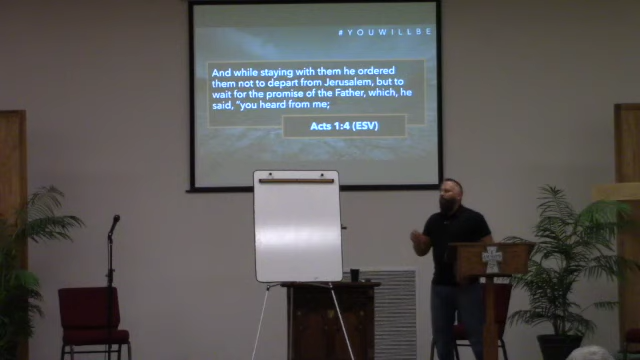 #YOUWILLBE
And while staying with them he ordered
them not to depart from Jerusalem, but to
wait for the promise of the Father, which, he
said, "you heard from me;
Acts 1:4 (ESV)